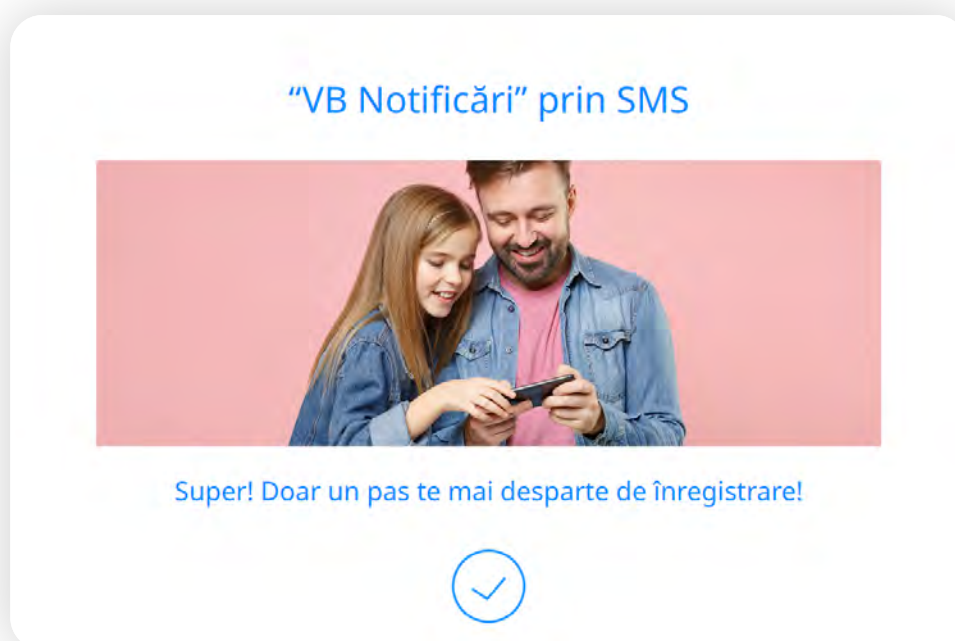 “VB Notificări” prin SMS
Super! Doar un pas te mai desparte de înregistrare!